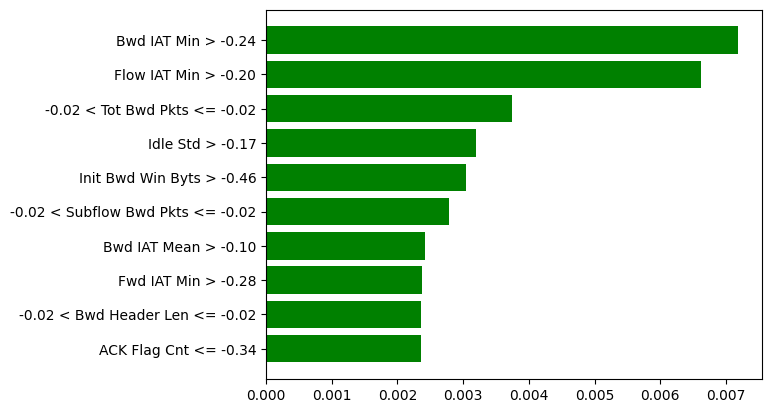 Bwd IAT Min > -0.24
Flow IAT Min > -0.20
-0.02 < Tot Bwd Pkts <= -0.02
Idle Std > -0.17
Init Bwd Win Byts > -0.46
-0.02 < Subflow Bwd Pkts <= -0.02
Bwd IAT Mean > -0.10
Fwd IAT Min > -0.28
-0.02 < Bwd Header Len <= -0.02
ACK Flag Cnt <= -0.34
0.000 0.001 0.002 0.003 0.004 0.005 0.006 0.007